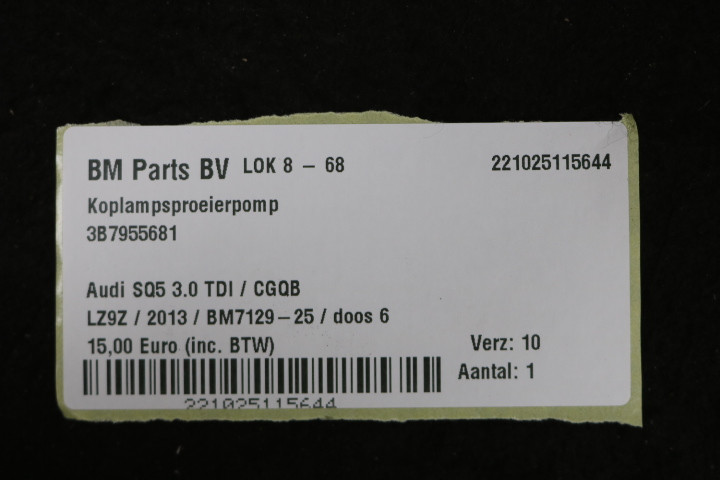 BM Parts BV LOK 8 - 68 221025115644
Koplampsproeierpomp
3B7955681
Audi SQ5 3.0 TDI / CGQB
LZ9Z / 2013 / BM7129-25 / doos 6
15,00 Euro (inc. BTW) Verz: 10
Aantal: 1
221025115644